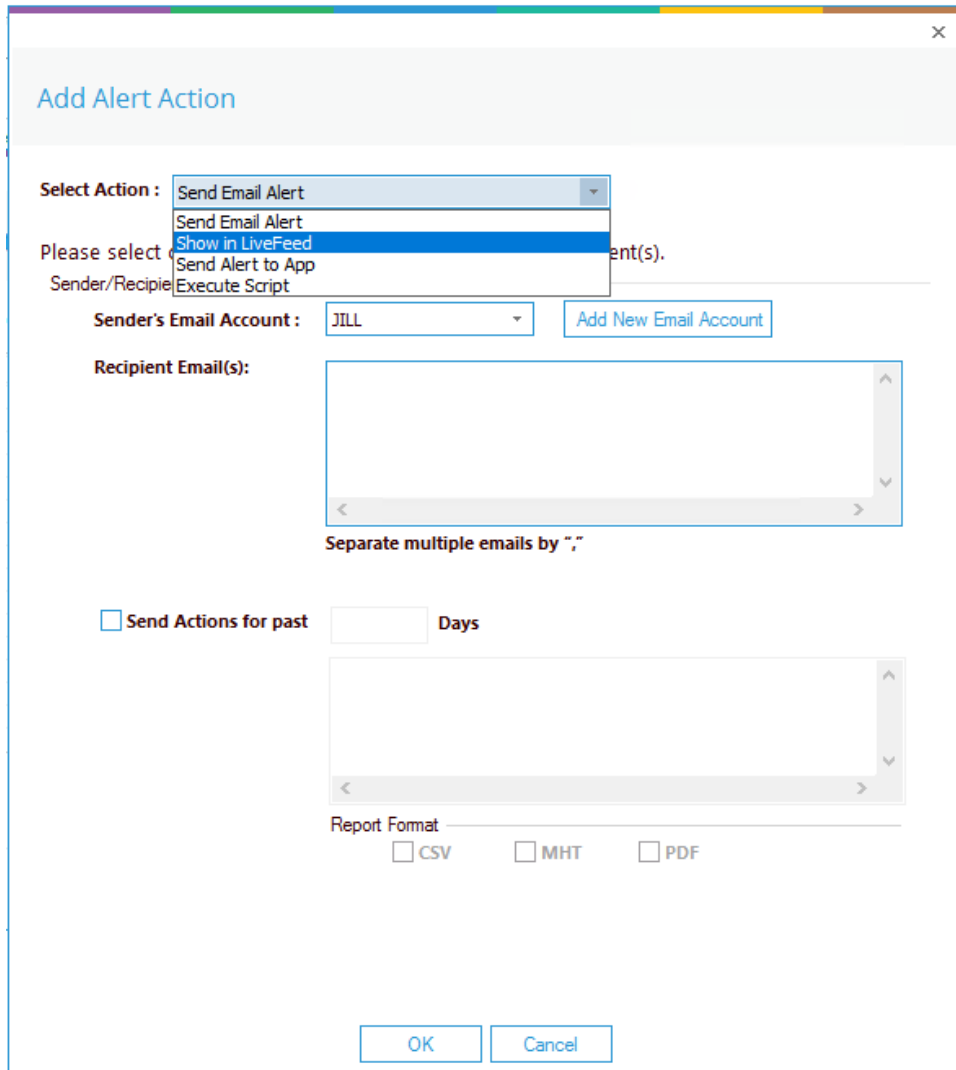 Add Alert Action
Select Action : Send Email Alert
Send Email Alert
Show in LiveFeed
Please select ent(s).
Send Alert to App
Sender/Recipie
Execute Script
Sender's Email Account : JILL Add New Email Account
Recipient Email(s):
Separate multiple emails by “,”
Send Actions for past Days
Report Format
CSV MHT PDF
OK Cancel